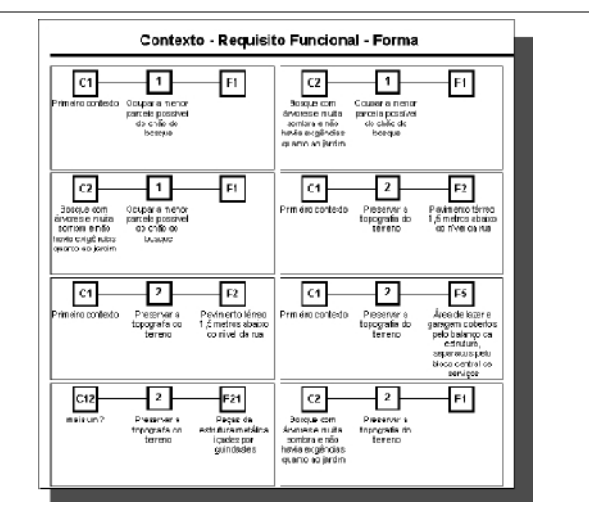 Contexto - Requisito Funcional - Forma
C1 1 F1
Primeiro contexto
Ocupar a menor
parcela possível
do chão do
bosque
C2 1 F1
Bosque com
árvores e muita
sombra e não
havia exigências
quanto ao jardim
Ocupar a menor
parcela possível
do chão do
bosque
C2 1 F1
Bosque com
árvores e muita
sombra e não
havia exigências
quanto ao jardim
Ocupar a menor
parcela possível
do chão do
bosque
C1 2 F2
Primeiro contexto
Preservar a
topografia do
terreno
Pavimento térreo
1,5 metros abaixo
do nível da rua
C1 2 F2
Primeiro contexto
Preservar a
topografia do
terreno
Pavimento térreo
1,5 metros abaixo
do nível da rua
C1 2 F5
Primeiro contexto
Preservar a
topografia do
terreno
Área de lazer e
garagem cobertos
pelo balanço da
estrutura,
separados pelo
bloco central de
serviços
C12 2 F21
mais um?
Preservar a
topografia do
terreno
Peças da
estrutura metálica
içadas por
guindastes
C2 2 F1
Bosque com
árvores e muita
sombra e não
havia exigências
quanto ao jardim
Preservar a
topografia do
terreno